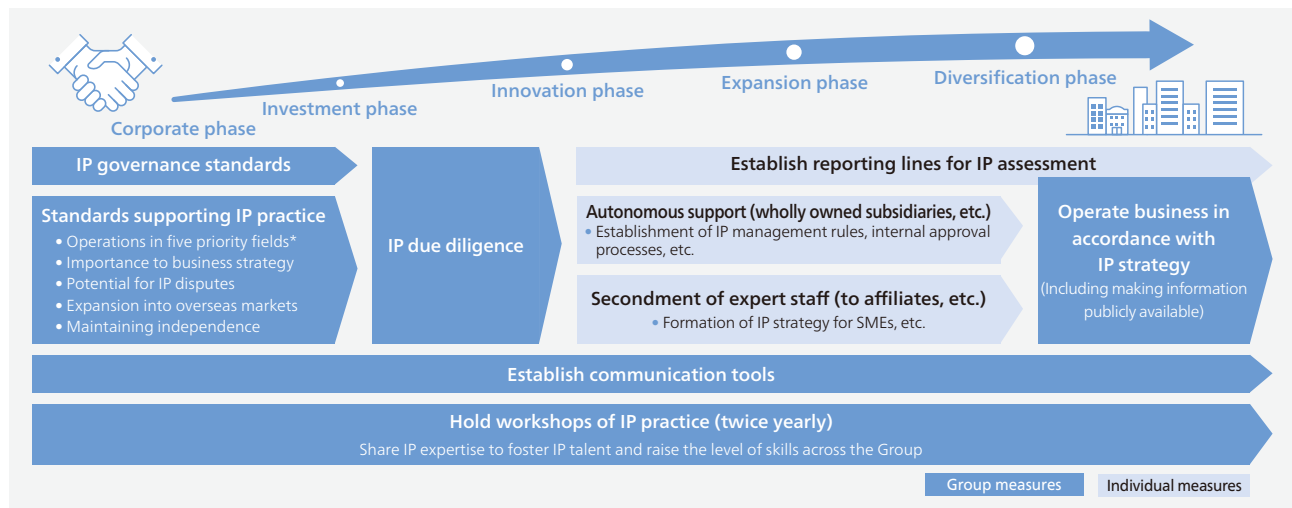 Corporate phase
Investment phase
Innovation phase
Expansion phase
Diversification phase
IP governance standards
Standards supporting IP practice
• Operations in five priority fields*
• Importance to business strategy
• Potential for IP disputes
• Expansion into overseas markets
• Maintaining independence
IP due diligence
Establish reporting lines for IP assessment
Autonomous support (wholly owned subsidiaries, etc.)
• Establishment of IP management rules, internal approval
processes, etc.
Secondment of expert staff (to affiliates, etc.)
• Formation of IP strategy for SMEs, etc.
Operate business in
accordance with
IP strategy
(Including making information
publicly available)
Establish communication tools
Hold workshops of IP practice (twice yearly)
Share IP expertise to foster IP talent and raise the level of skills across the Group
Group measures
Individual measures